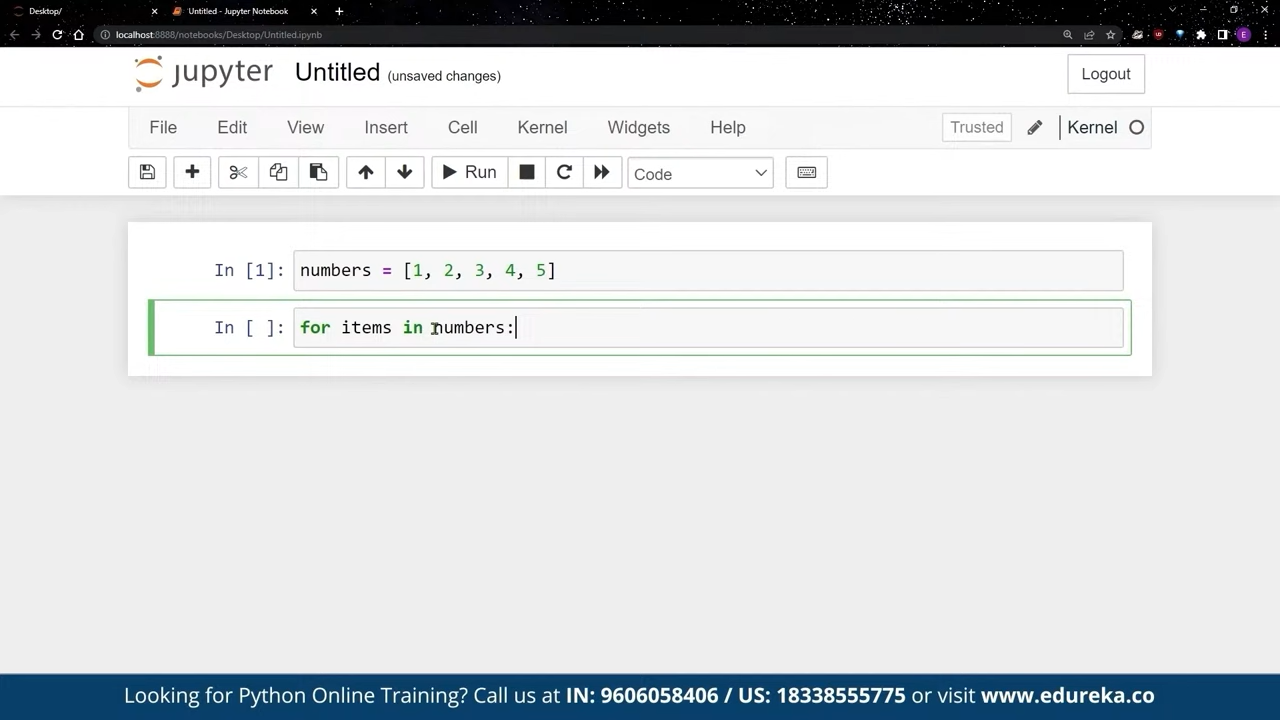 Desktop/
Untitled - Jupyter Notebook
localhost:8888/notebooks/Desktop/Untitled.ipynb
E
jupyter Untitled (unsaved changes)
Logout
File Edit View Insert Cell Kernel Widgets Help
Trusted
Kernel
Run
Code
In [1]: numbers = [1, 2, 3, 4, 5]
In [ ]: for items in numbers:
Looking for Python Online Training? Call us at IN: 9606058406 / US: 18338555775 or visit www.edureka.co